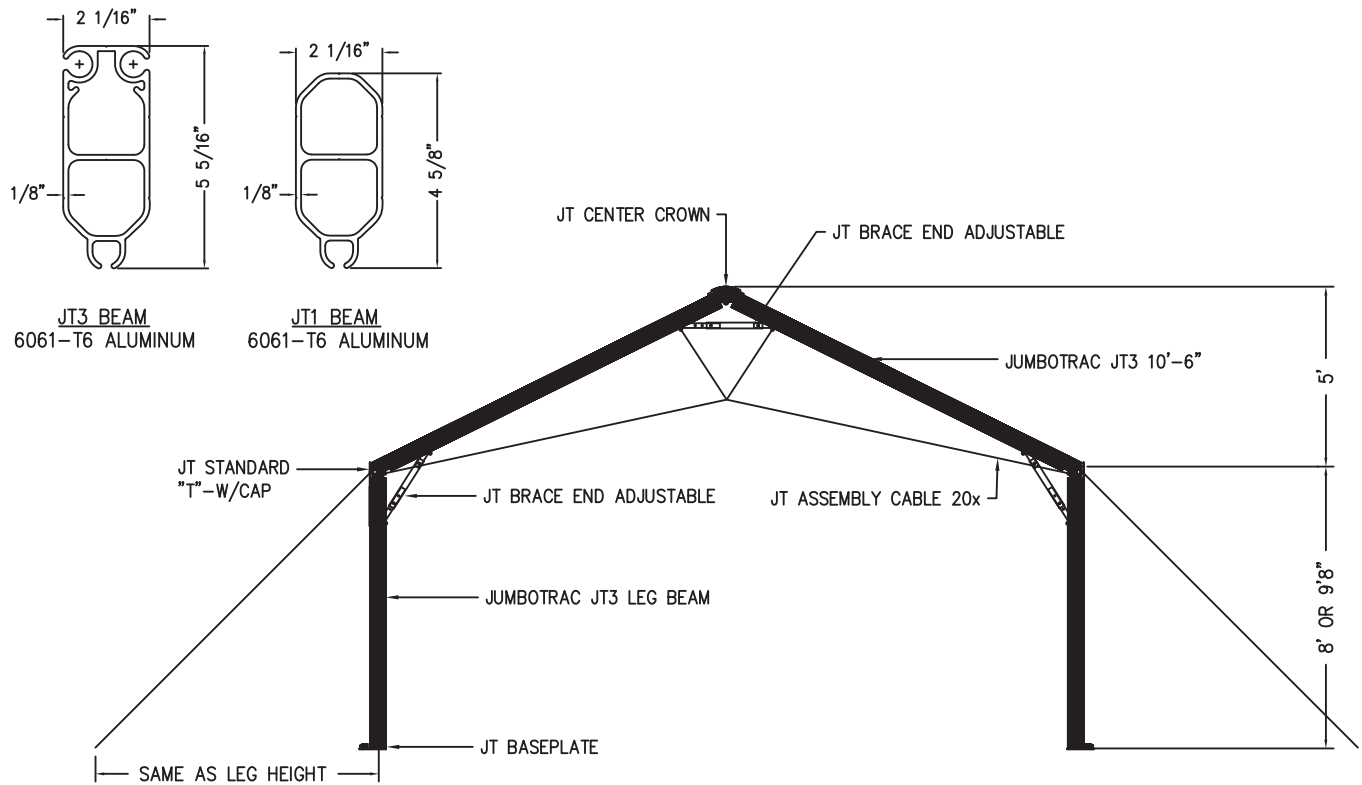 2 1/16"
5 5/16"
1/8"
JT3 BEAM
6061-T6 ALUMINUM
2 1/16"
4 5/8"
1/8"
JT1 BEAM
6061-T6 ALUMINUM
JT CENTER CROWN
JT BRACE END ADJUSTABLE
JUMBOTRAC JT3 10'-6"
5'
JT STANDARD
"T"-W/CAP
JT BRACE END ADJUSTABLE
JT ASSEMBLY CABLE 20x
JUMBOTRAC JT3 LEG BEAM
8' OR 9'8"
JT BASEPLATE
SAME AS LEG HEIGHT